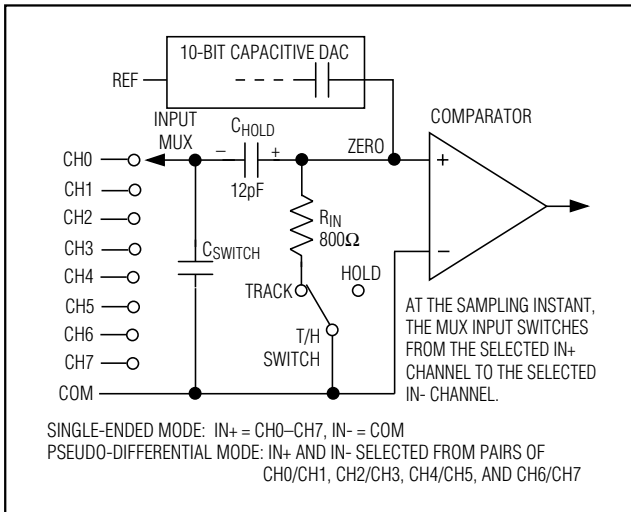 10-BIT CAPACITIVE DAC
REF
COMPARATOR
INPUT
MUX
CHOLD
ZERO
− +
CH0
12pF
+
CH1
CH2
RIN
800Ω
CH3
CSWITCH
−
HOLD
CH4
TRACK
AT THE SAMPLING INSTANT,
THE MUX INPUT SWITCHES
FROM THE SELECTED IN+
CHANNEL TO THE SELECTED
IN- CHANNEL.
CH5
CH6
T/H
SWITCH
CH7
COM
SINGLE-ENDED MODE: IN+ = CH0–CH7, IN- = COM
PSEUDO-DIFFERENTIAL MODE: IN+ AND IN- SELECTED FROM PAIRS OF
CH0/CH1, CH2/CH3, CH4/CH5, AND CH6/CH7